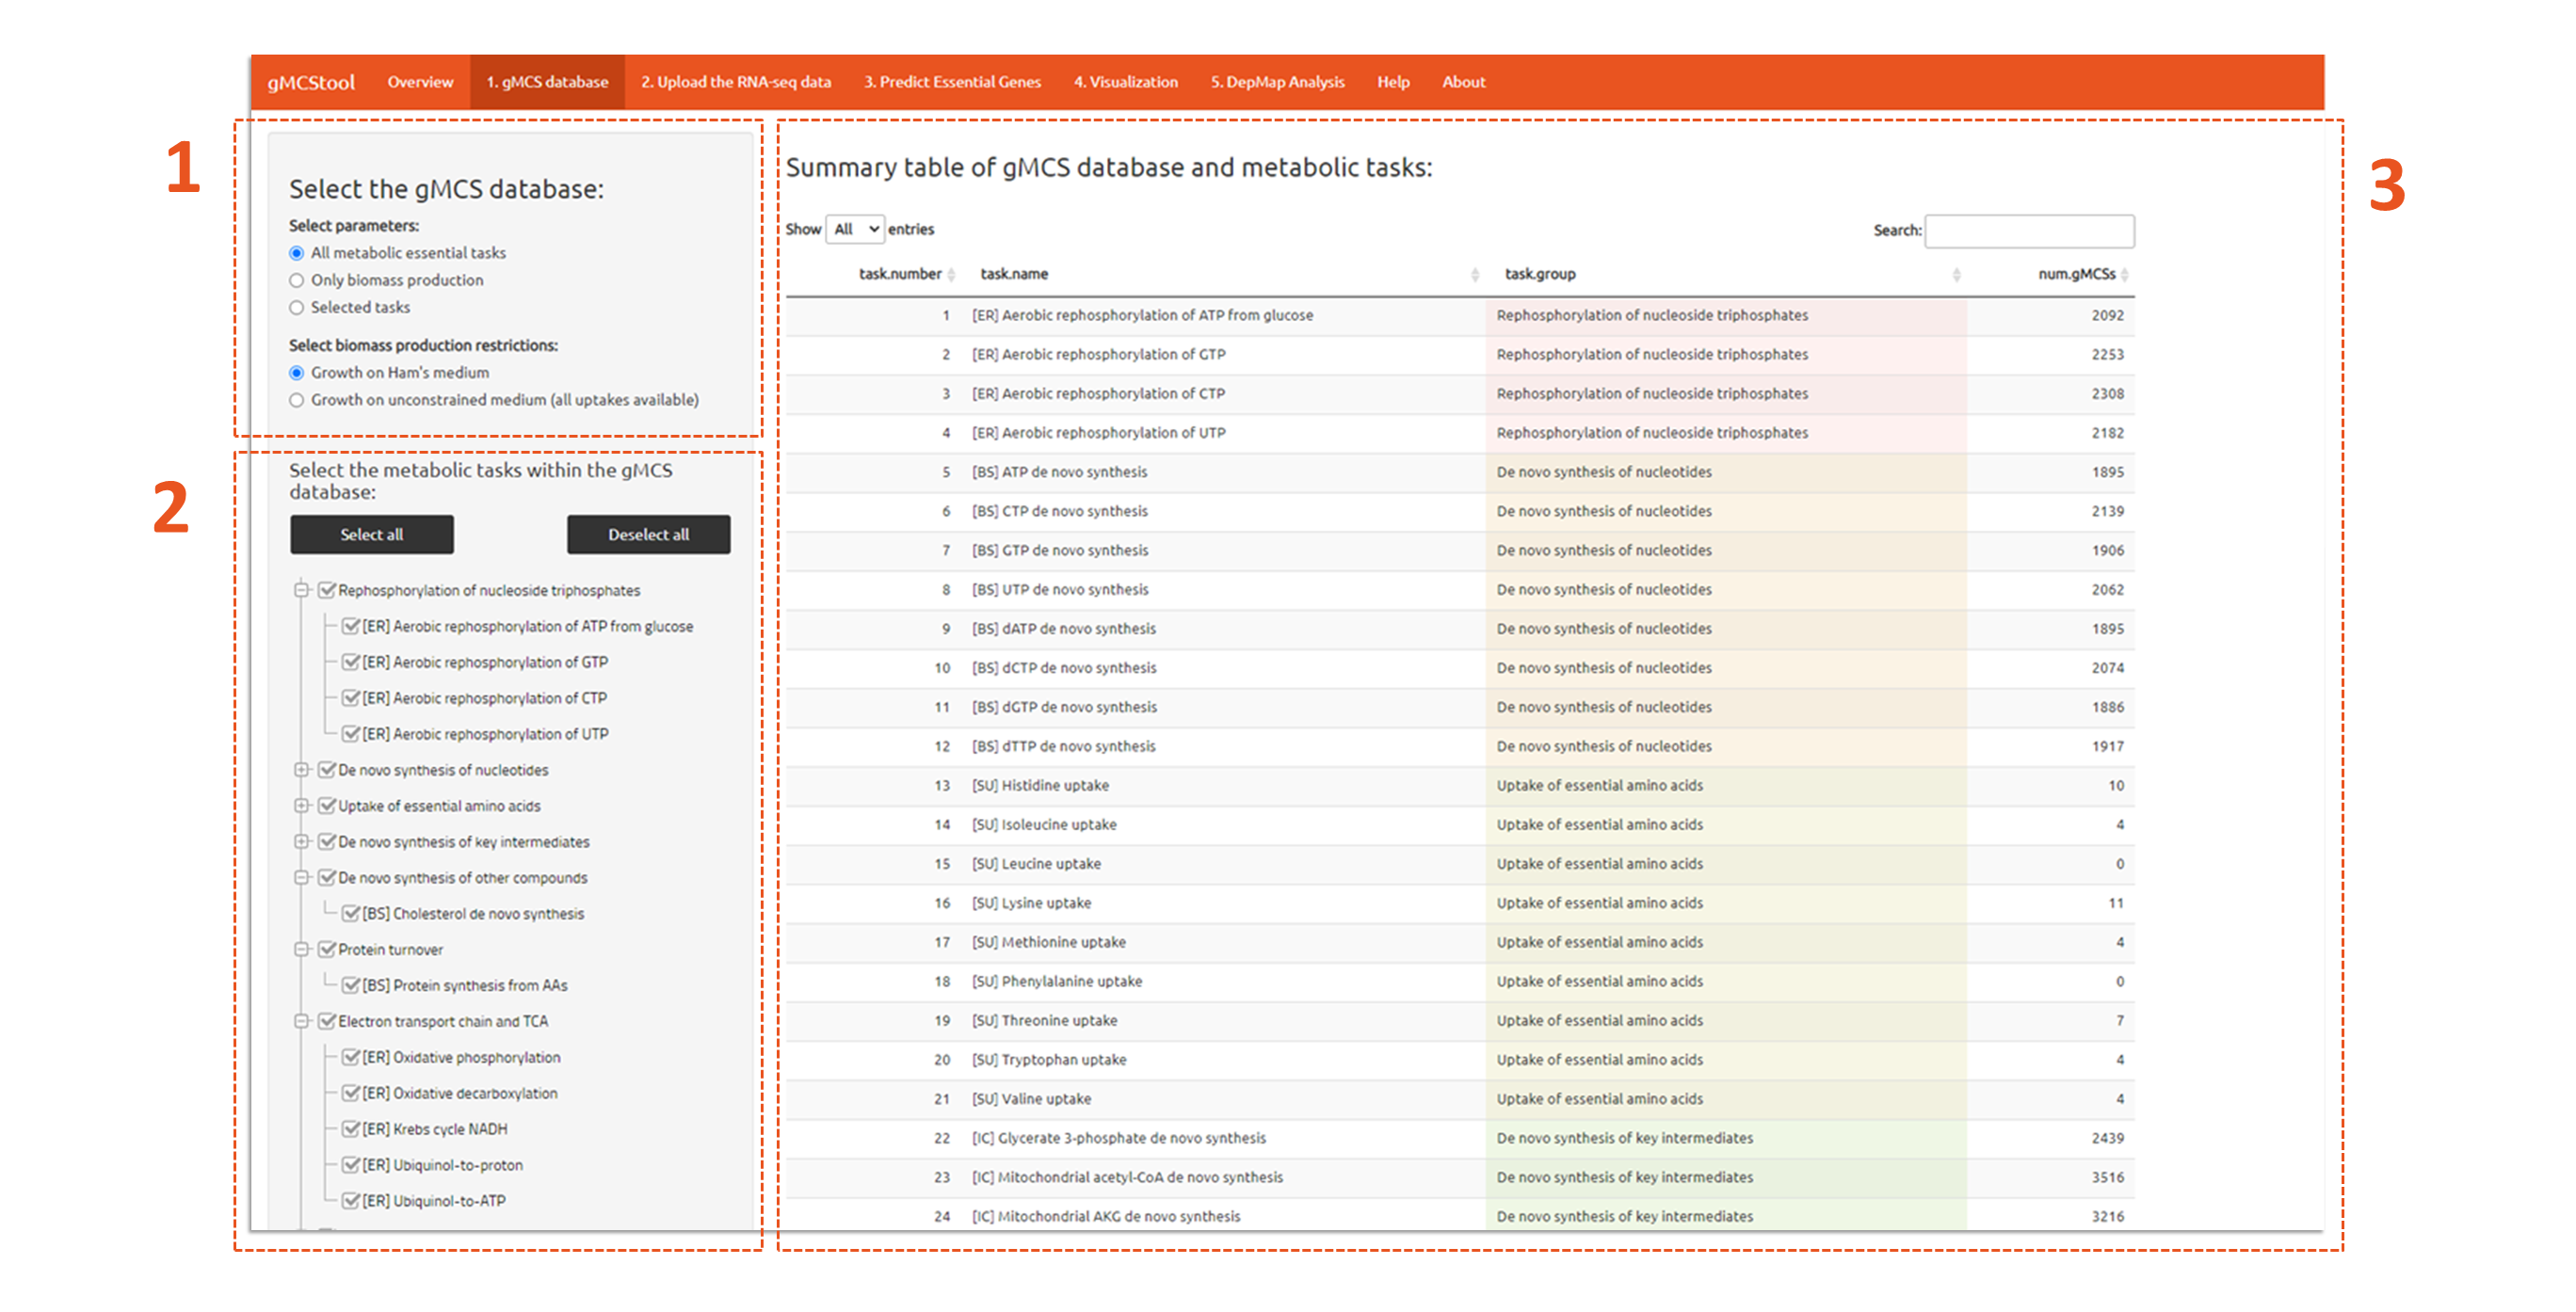 gMCStool Overview 1. gMCS database 2. Upload the RNA-seq data 3. Predict Essential Genes 4. Visualization 5. DepMap Analysis Help About
1
Select the gMCS database:
Select parameters:
All metabolic essential tasks
Only biomass production
Selected tasks
Select biomass production restrictions:
Growth on Ham's medium
Growth on unconstrained medium (all uptakes available)
2
Select the metabolic tasks within the gMCS
database:
Select all Deselect all
Rephosphorylation of nucleoside triphosphates
[ER] Aerobic rephosphorylation of ATP from glucose
[ER] Aerobic rephosphorylation of GTP
[ER] Aerobic rephosphorylation of CTP
[ER] Aerobic rephosphorylation of UTP
De novo synthesis of nucleotides
Uptake of essential amino acids
De novo synthesis of key intermediates
De novo synthesis of other compounds
[BS] Cholesterol de novo synthesis
Protein turnover
[BS] Protein synthesis from AAs
Electron transport chain and TCA
[ER] Oxidative phosphorylation
[ER] Oxidative decarboxylation
[ER] Krebs cycle NADH
[ER] Ubiquinol-to-proton
[ER] Ubiquinol-to-ATP
3
Summary table of gMCS database and metabolic tasks:
Show All entries Search:
task.number task.name task.group num.gMCSs
1 [ER] Aerobic rephosphorylation of ATP from glucose Rephosphorylation of nucleoside triphosphates 2092
2 [ER] Aerobic rephosphorylation of GTP Rephosphorylation of nucleoside triphosphates 2253
3 [ER] Aerobic rephosphorylation of CTP Rephosphorylation of nucleoside triphosphates 2308
4 [ER] Aerobic rephosphorylation of UTP Rephosphorylation of nucleoside triphosphates 2182
5 [BS] ATP de novo synthesis De novo synthesis of nucleotides 1895
6 [BS] CTP de novo synthesis De novo synthesis of nucleotides 2139
7 [BS] GTP de novo synthesis De novo synthesis of nucleotides 1906
8 [BS] UTP de novo synthesis De novo synthesis of nucleotides 2062
9 [BS] dATP de novo synthesis De novo synthesis of nucleotides 1895
10 [BS] dCTP de novo synthesis De novo synthesis of nucleotides 2074
11 [BS] dGTP de novo synthesis De novo synthesis of nucleotides 1886
12 [BS] dTTP de novo synthesis De novo synthesis of nucleotides 1917
13 [SU] Histidine uptake Uptake of essential amino acids 10
14 [SU] Isoleucine uptake Uptake of essential amino acids 4
15 [SU] Leucine uptake Uptake of essential amino acids 0
16 [SU] Lysine uptake Uptake of essential amino acids 11
17 [SU] Methionine uptake Uptake of essential amino acids 4
18 [SU] Phenylalanine uptake Uptake of essential amino acids 0
19 [SU] Threonine uptake Uptake of essential amino acids 7
20 [SU] Tryptophan uptake Uptake of essential amino acids 4
21 [SU] Valine uptake Uptake of essential amino acids 4
22 [IC] Glycerate 3-phosphate de novo synthesis De novo synthesis of key intermediates 2439
23 [IC] Mitochondrial acetyl-CoA de novo synthesis De novo synthesis of key intermediates 3516
24 [IC] Mitochondrial AKG de novo synthesis De novo synthesis of key intermediates 3216